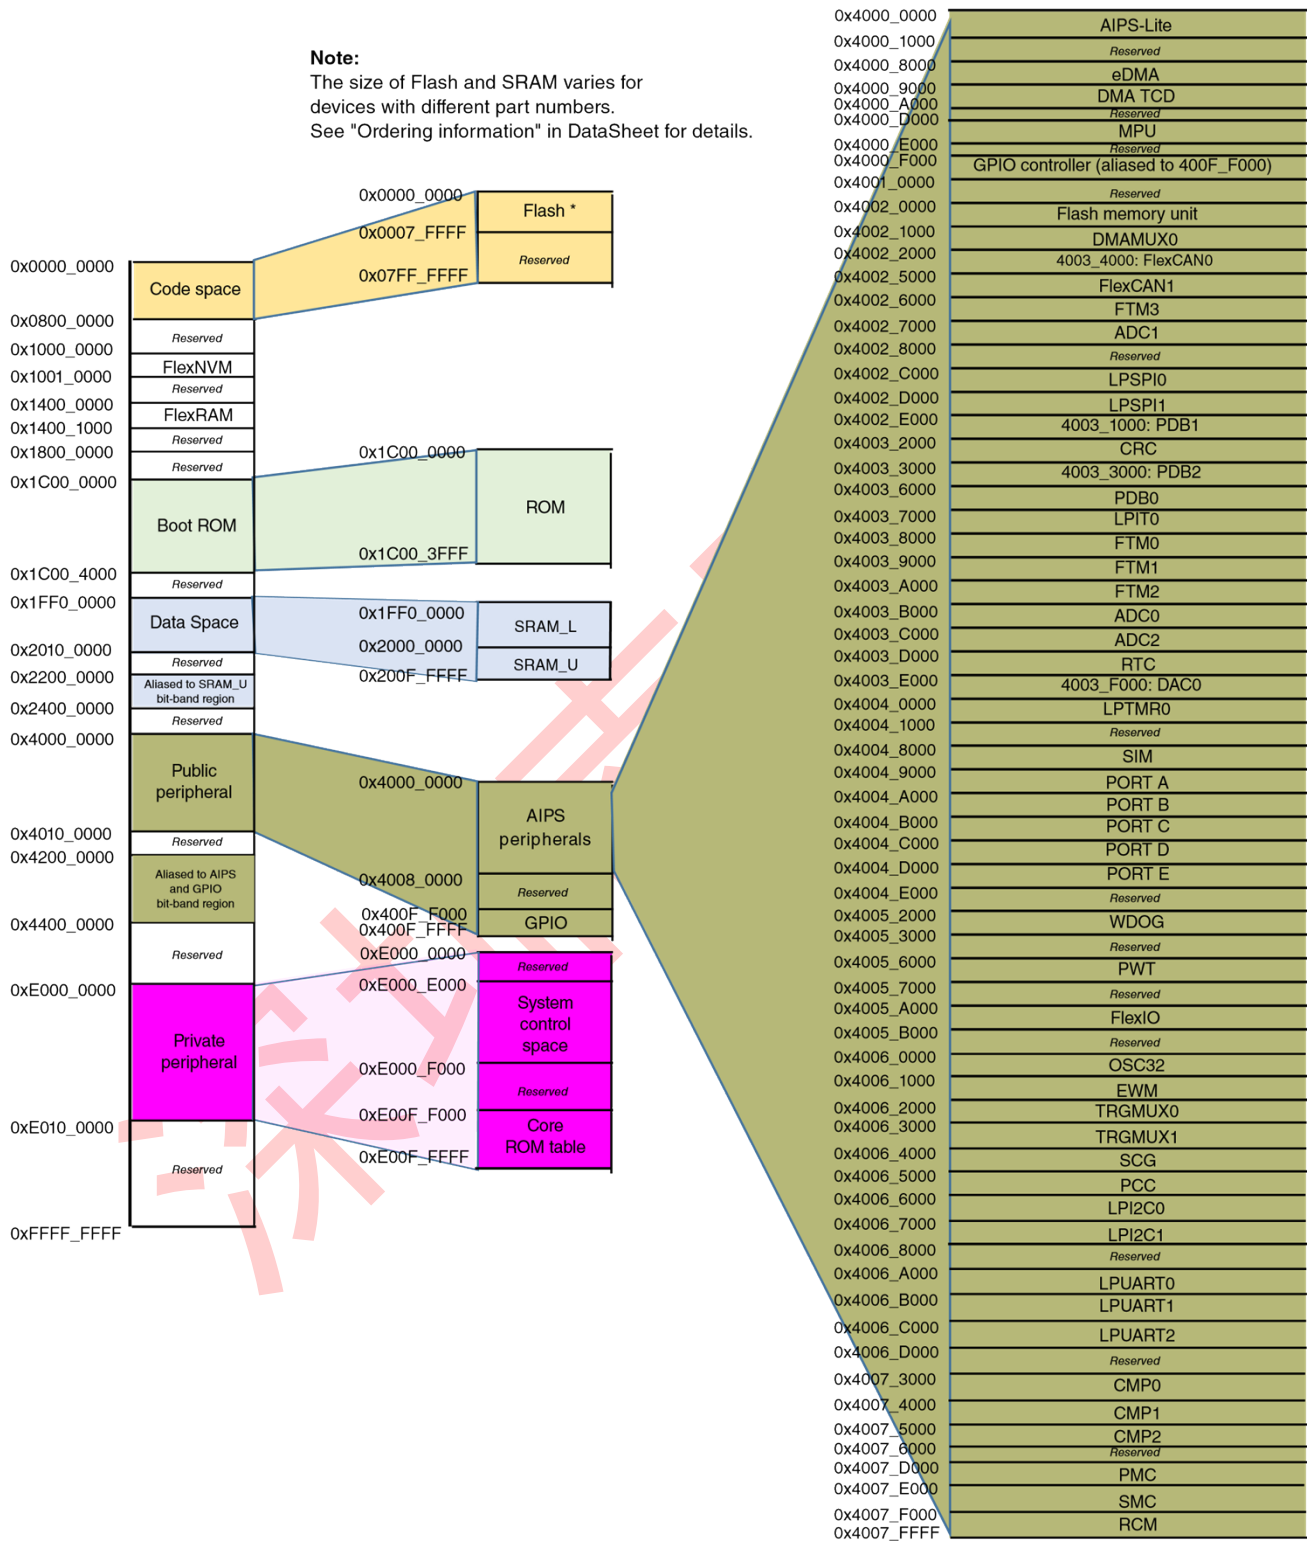 Note:
The size of Flash and SRAM varies for
devices with different part numbers.
See "Ordering information" in DataSheet for details.
0x0000_0000
Code space
0x0800_0000
Reserved
0x1000_0000
FlexNVM
0x1001_0000
Reserved
0x1400_0000
FlexRAM
0x1400_1000
Reserved
0x1800_0000
Reserved
0x1C00_0000
Boot ROM
0x1C00_4000
Reserved
0x1FF0_0000
Data Space
0x2010_0000
Reserved
0x2200_0000
Aliased to SRAM_U
bit-band region
0x2400_0000
Reserved
0x4000_0000
Public
peripheral
0x4010_0000
Reserved
0x4200_0000
Aliased to AIPS
and GPIO
bit-band region
0x4400_0000
Reserved
0xE000_0000
Private
peripheral
0xE010_0000
Reserved
0xFFFF_FFFF
0x0000_0000
Flash *
0x0007_FFFF
Reserved
0x07FF_FFFF
0x1C00_0000
ROM
0x1C00_3FFF
0x1FF0_0000
SRAM_L
0x2000_0000
SRAM_U
0x200F_FFFF
0x4000_0000
AIPS
peripherals
0x4008_0000
Reserved
0x400F_F000
GPIO
0x400F_FFFF
0xE000_0000
Reserved
0xE000_E000
System
control
space
0xE000_F000
Reserved
0xE00F_F000
Core
ROM table
0xE00F_FFFF
0x4000_0000
AIPS-Lite
0x4000_1000
Reserved
0x4000_8000
eDMA
0x4000_9000
DMA TCD
0x4000_A000
Reserved
0x4000_D000
MPU
0x4000_E000
Reserved
0x4000_F000
GPIO controller (aliased to 400F_F000)
0x4001_0000
Reserved
0x4002_0000
Flash memory unit
0x4002_1000
DMAMUX0
0x4002_2000
4003_4000: FlexCAN0
0x4002_5000
FlexCAN1
0x4002_6000
FTM3
0x4002_7000
ADC1
0x4002_8000
Reserved
0x4002_C000
LPSPI0
0x4002_D000
LPSPI1
0x4002_E000
4003_1000: PDB1
0x4003_2000
CRC
0x4003_3000
4003_3000: PDB2
0x4003_6000
PDB0
0x4003_7000
LPIT0
0x4003_8000
FTM0
0x4003_9000
FTM1
0x4003_A000
FTM2
0x4003_B000
ADC0
0x4003_C000
ADC2
0x4003_D000
RTC
0x4003_E000
4003_F000: DAC0
0x4004_0000
LPTMR0
0x4004_1000
Reserved
0x4004_8000
SIM
0x4004_9000
PORT A
0x4004_A000
PORT B
0x4004_B000
PORT C
0x4004_C000
PORT D
0x4004_D000
PORT E
0x4004_E000
Reserved
0x4005_2000
WDOG
0x4005_3000
Reserved
0x4005_6000
PWT
0x4005_7000
Reserved
0x4005_A000
FlexIO
0x4005_B000
Reserved
0x4006_0000
OSC32
0x4006_1000
EWM
0x4006_2000
TRGMUX0
0x4006_3000
TRGMUX1
0x4006_4000
SCG
0x4006_5000
PCC
0x4006_6000
LPI2C0
0x4006_7000
LPI2C1
0x4006_8000
Reserved
0x4006_A000
LPUART0
0x4006_B000
LPUART1
0x4006_C000
LPUART2
0x4006_D000
Reserved
0x4007_3000
CMP0
0x4007_4000
CMP1
0x4007_5000
CMP2
0x4007_6000
Reserved
0x4007_D000
PMC
0x4007_E000
SMC
0x4007_F000
RCM
0x4007_FFFF